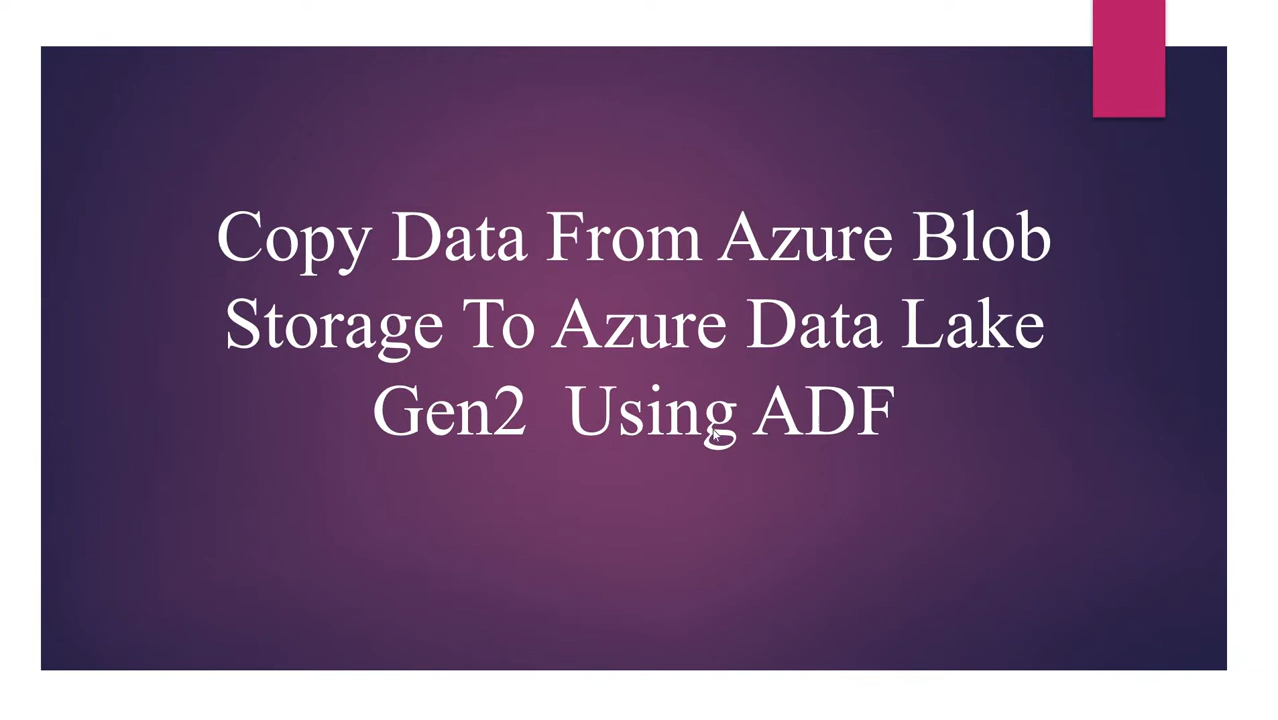 Copy Data From Azure Blob
Storage To Azure Data Lake
Gen2  Using ADF